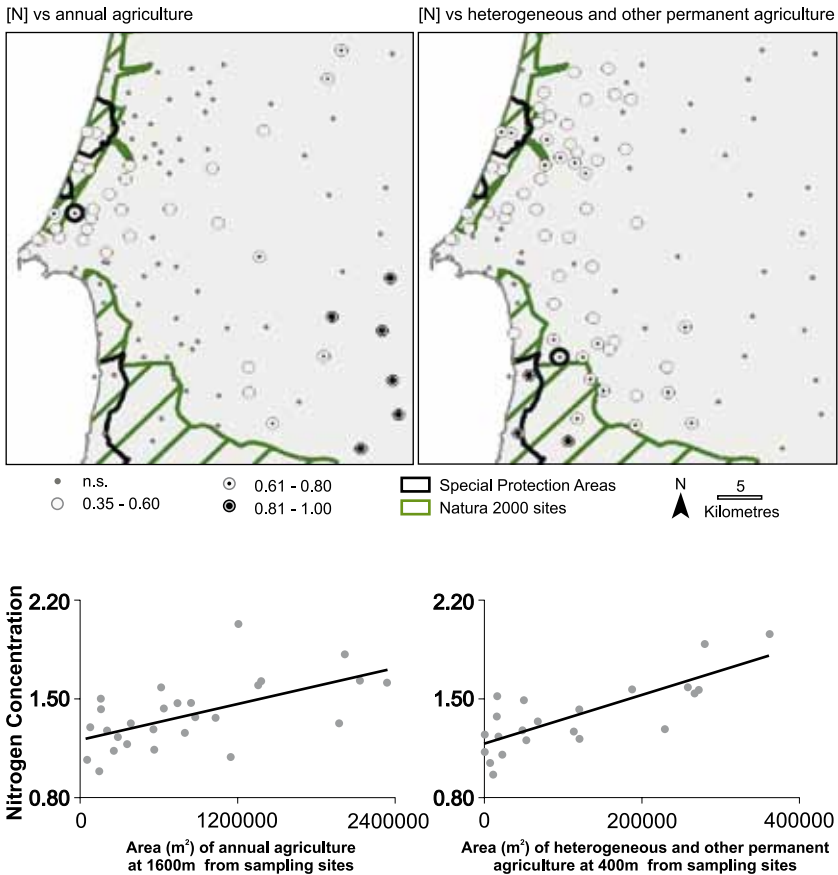 [N] vs annual agriculture
[N] vs heterogeneous and other permanent agriculture
n.s.
0.35 - 0.60
0.61 - 0.80
0.81 - 1.00
Special Protection Areas
Natura 2000 sites
N
5
Kilometres
Nitrogen Concentration
2.20
1.50
0.80
0
1200000
2400000
Area (m²) of annual agriculture
at 1600m from sampling sites
2.20
1.50
0.80
0
200000
400000
Area (m²) of heterogeneous and other permanent
agriculture at 400m from sampling sites